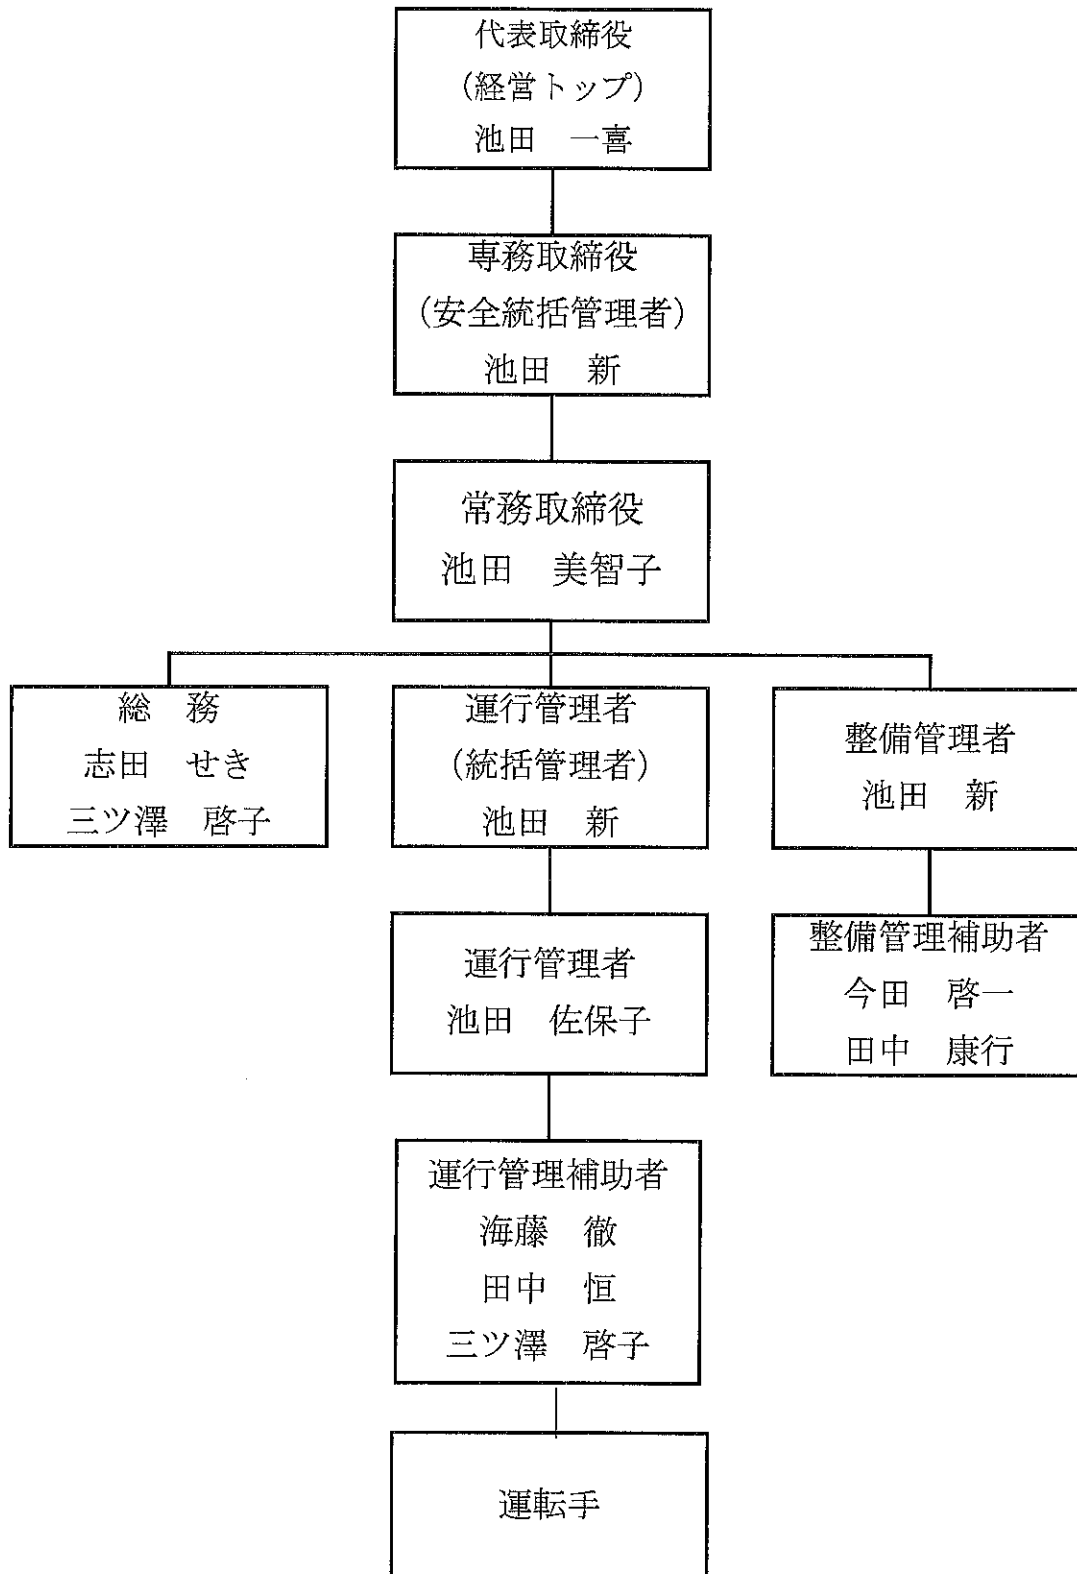 代表取締役
(経営トップ)
池田　一喜
専務取締役
(安全統括管理者)
池田　新
常務取締役
池田　美智子
総　務
志田　せき
三ツ澤　啓子
運行管理者
(統括管理者)
池田　新
整備管理者
池田　新
運行管理者
池田　佐保子
整備管理補助者
今田　啓一
田中　康行
運行管理補助者
海藤　徹
田中　恒
三ツ澤　啓子
運転手